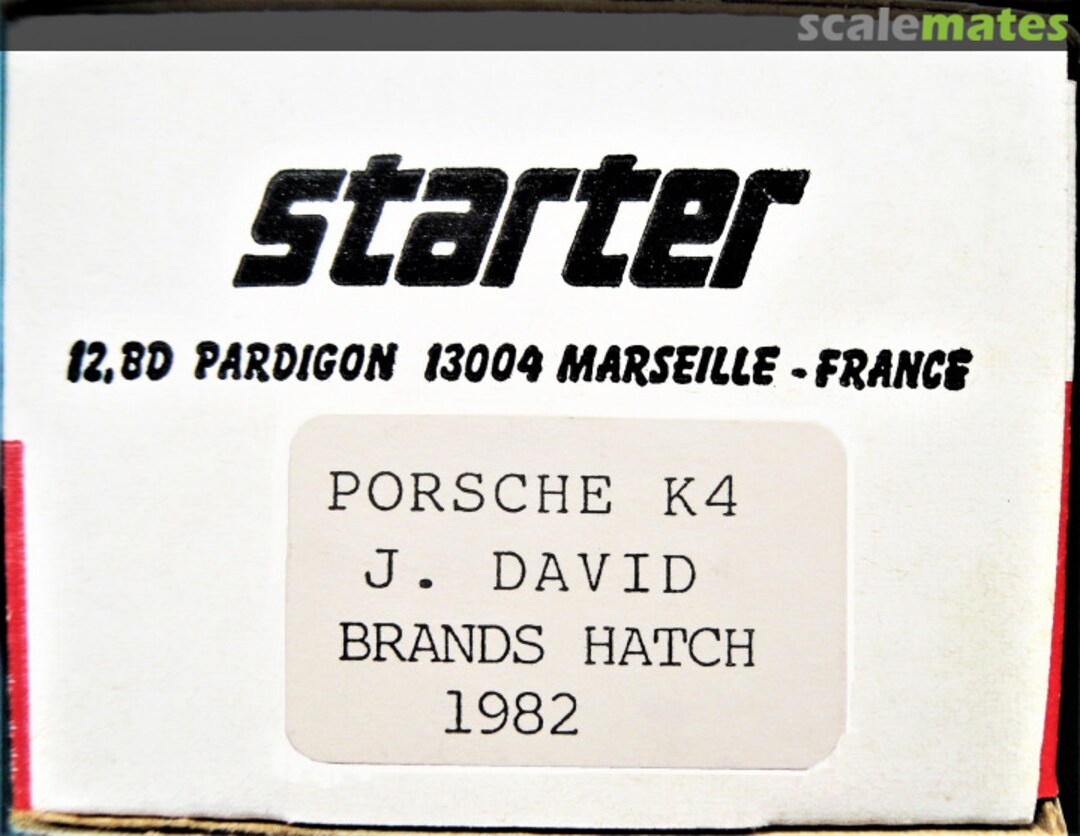 scalemates
starter
12, BD PARDIGON 13004 MARSEILLE - FRANCE
PORSCHE K4
J. DAVID
BRANDS HATCH
1982